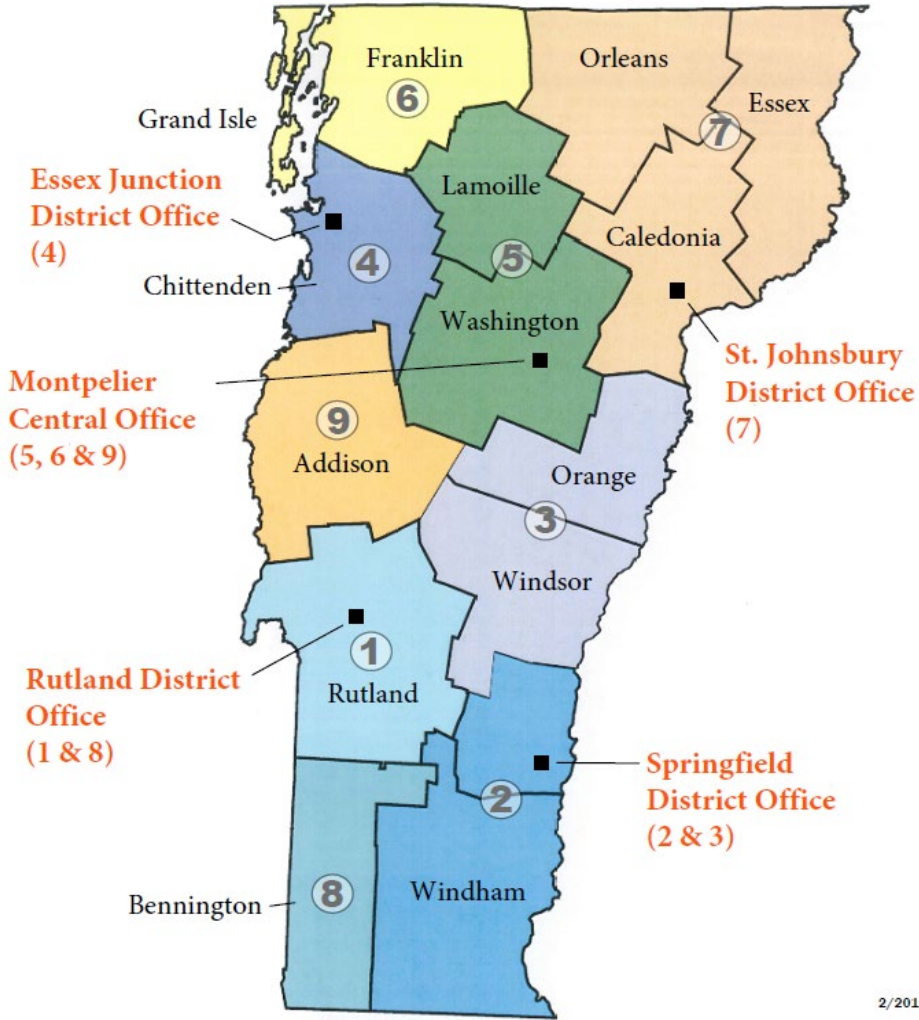 Franklin
6
Orleans
Essex
7
Grand Isle
Essex Junction
District Office
(4)
Lamoille
Caledonia
4
5
Chittenden
Washington
St. Johnsbury
District Office
(7)
Montpelier
Central Office
(5, 6 & 9)
9
Addison
Orange
3
Windsor
1
Rutland
Rutland District
Office
(1 & 8)
Springfield
District Office
(2 & 3)
2
8
Bennington
Windham
2/201